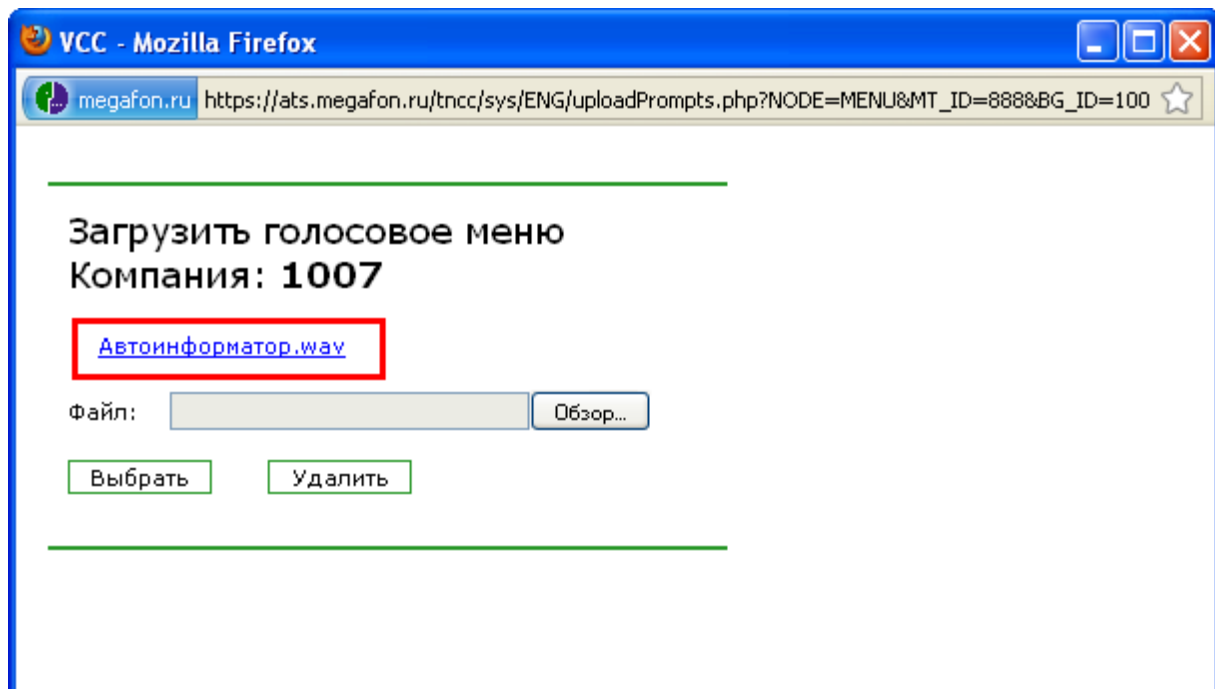 VCC - Mozilla Firefox
megafon.ru https://ats.megafon.ru/tncc/sys/ENG/uploadPrompts.php?NODE=MENU&MT_ID=888&BG_ID=100
Загрузить голосовое меню
Компания: 1007
Автоинформатор.wav
Файл: Обзор...
Выбрать Удалить